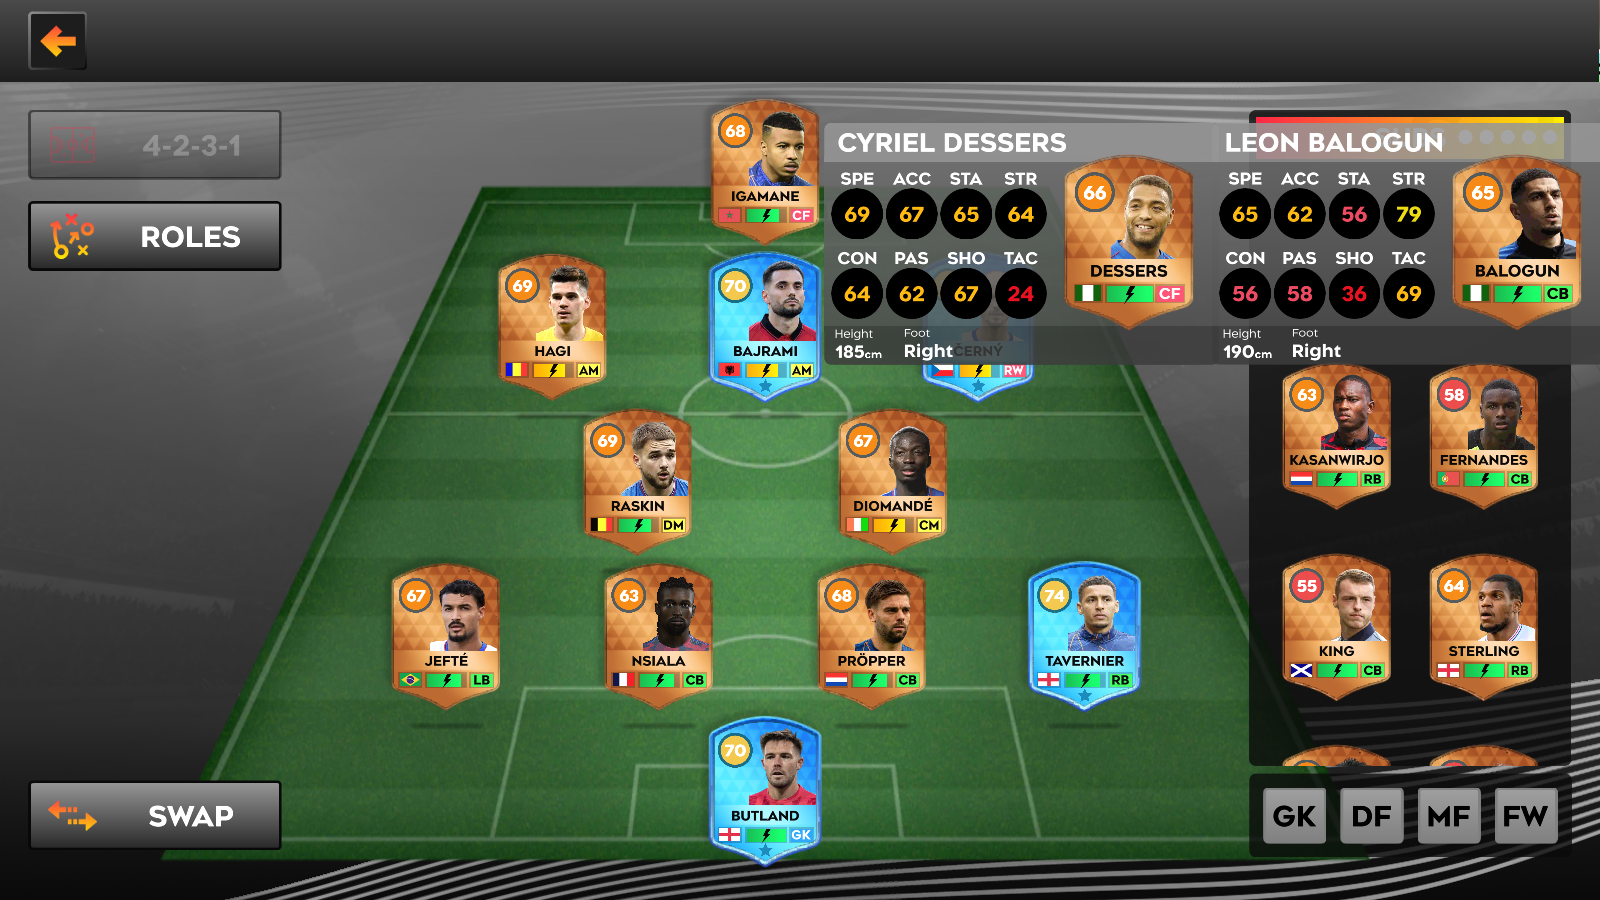 4-2-3-1
ROLES
SWAP
68
IGAMANE
CF
69
HAGI
AM
70
BAJRAMI
AM
ČERNÝ
RW
69
RASKIN
DM
67
DIOMANDÉ
CM
67
JEFTÉ
LB
63
NSIALA
CB
68
PRÖPPER
CB
74
TAVERNIER
RB
70
BUTLAND
GK
CYRIEL DESSERS
SPE ACC STA STR
69 67 65 64
CON PAS SHO TAC
64 62 67 24
Height Foot
185cm Right
66
DESSERS
CF
LEON BALOGUN
SPE ACC STA STR
65 62 56 79
CON PAS SHO TAC
56 58 36 69
Height Foot
190cm Right
65
BALOGUN
CB
63
KASANWIRJO
RB
58
FERNANDES
CB
55
KING
CB
64
STERLING
RB
GK DF MF FW